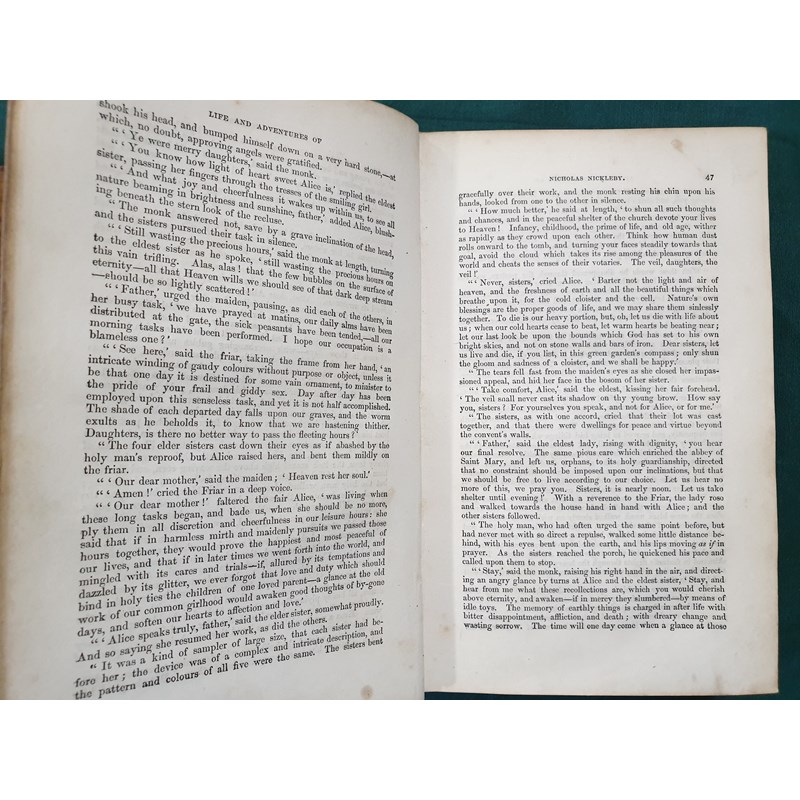 LIFE AND ADVENTURES OF
shook his head, and bumped himself down on a very hard stone,—at
which, no doubt, approving angels were gratified.
" ' Ye were merry daughters,' said the monk.
" ' You know how light of heart sweet Alice is,' replied the eldest
sister, passing her fingers through the tresses of the smiling girl.
" ' And what joy and cheerfulness it wakes up within us, to see all
nature beaming in brightness and sunshine, father,' added Alice, blush-
ing beneath the stern look of the recluse.
" The monk answered not, save by a grave inclination of the head,
and the sisters pursued their task in silence.
" ' Still wasting the precious hours,' said the monk at length, turning
to the eldest sister as he spoke, ' still wasting the precious hours on
this vain trifling. Alas, alas! that the few bubbles on the surface of
eternity—all that Heaven wills we should see of that dark deep stream
—should be so lightly scattered!'
" ' Father,' urged the maiden, pausing, as did each of the others, in
her busy task, ' we have prayed at matins, our daily alms have been
distributed at the gate, the sick peasants have been tended,—all our
morning tasks have been performed. I hope our occupation is a
blameless one?'
" ' See here,' said the friar, taking the frame from her hand, ' an
intricate winding of gaudy colours without purpose or object, unless it
be that one day it is destined for some vain ornament, to minister to
the pride of your frail and giddy sex. Day after day has been
employed upon this senseless task, and yet it is not half accomplished.
The shade of each departed day falls upon our graves, and the worm
exults as he beholds it, to know that we are hastening thither.
Daughters, is there no better way to pass the fleeting hours?'
" The four elder sisters cast down their eyes as if abashed by the
holy man's reproof, but Alice raised hers, and bent them mildly on
the friar.
" ' Our dear mother,' said the maiden; ' Heaven rest her soul.'
" ' Amen!' cried the Friar in a deep voice.
" ' Our dear mother!' faltered the fair Alice, ' was living when
these long tasks began, and bade us, when she should be no more,
ply them in all discretion and cheerfulness in our leisure hours: she
said that if in harmless mirth and maidenly pursuits we passed those
hours together, they would prove the happiest and most peaceful of
our lives, and that if in later times we went forth into the world, and
mingled with its cares and trials—if, allured by its temptations and
dazzled by its glitter, we ever forgot that love and duty which should
bind in holy ties the children of one loved parent—a glance at the old
work of our common girlhood would awaken good thoughts of by-gone
days, and soften our hearts to affection and love.'
" ' Alice speaks truly, father,' said the elder sister, somewhat proudly.
And so saying she resumed her work, as did the others.
" It was a kind of sampler of large size, that each sister had be-
fore her; the device was of a complex and intricate description, and
the pattern and colours of all five were the same. The sisters bent
NICHOLAS NICKLEBY. 47
gracefully over their work, and the monk resting his chin upon his
hands, looked from one to the other in silence.
" ' How much better,' he said at length, ' to shun all such thoughts
and chances, and in the peaceful shelter of the church devote your lives
to Heaven! Infancy, childhood, the prime of life, and old age, wither
as rapidly as they crowd upon each other. Think how human dust
rolls onward to the tomb, and turning your faces steadily towards that
goal, avoid the cloud which takes its rise among the pleasures of the
world and cheats the senses of their votaries. The veil, daughters, the
veil!'
" ' Never, sisters,' cried Alice. ' Barter not the light and air of
heaven, and the freshness of earth and all the beautiful things which
breathe upon it, for the cold cloister and the cell. Nature's own
blessings are the proper goods of life, and we may share them sinlessly
together. To die is our heavy portion, but, oh, let us die with life about
us; when our cold hearts cease to beat, let warm hearts be beating near;
let our last look be upon the bounds which God has set to his own
bright skies, and not on stone walls and bars of iron. Dear sisters, let
us live and die, if you list, in this green garden's compass; only shun
the gloom and sadness of a cloister, and we shall be happy.'
" The tears fell fast from the maiden's eyes as she closed her impas-
sioned appeal, and hid her face in the bosom of her sister.
" ' Take comfort, Alice,' said the eldest, kissing her fair forehead.
' The veil shall never cast its shadow on thy young brow. How say
you, sisters? For yourselves you speak, and not for Alice, or for me.'
" The sisters, as with one accord, cried that their lot was cast
together, and that there were dwellings for peace and virtue beyond
the convent's walls.
" ' Father,' said the eldest lady, rising with dignity, ' you hear
our final resolve. The same pious care which enriched the abbey of
Saint Mary, and left us, orphans, to its holy guardianship, directed
that no constraint should be imposed upon our inclinations, but that
we should be free to live according to our choice. Let us hear no
more of this, we pray you. Sisters, it is nearly noon. Let us take
shelter until evening!' With a reverence to the Friar, the lady rose
and walked towards the house hand in hand with Alice; and the
other sisters followed.
" The holy man, who had often urged the same point before, but
had never met with so direct a repulse, walked some little distance be-
hind, with his eyes bent upon the earth, and his lips moving as if in
prayer. As the sisters reached the porch, he quickened his pace and
called upon them to stop.
" ' Stay,' said the monk, raising his right hand in the air, and direct-
ing an angry glance by turns at Alice and the eldest sister, ' Stay, and
hear from me what these recollections are, which you would cherish
above eternity, and awaken—if in mercy they slumbered—by means of
idle toys. The memory of earthly things is charged in after life with
bitter disappointment, affliction, and death; with dreary change and
wasting sorrow. The time will one day come when a glance at those